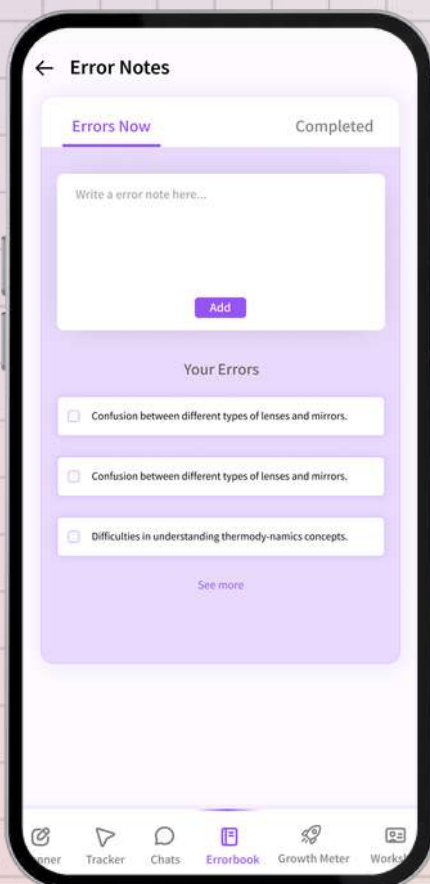 Error Notes
Errors Now
Completed
Write a error note here...
Add
Your Errors
Confusion between different types of lenses and mirrors.
Confusion between different types of lenses and mirrors.
Difficulties in understanding thermody-namics concepts.
See more
Tracker
Chats
Errorbook
Growth Meter